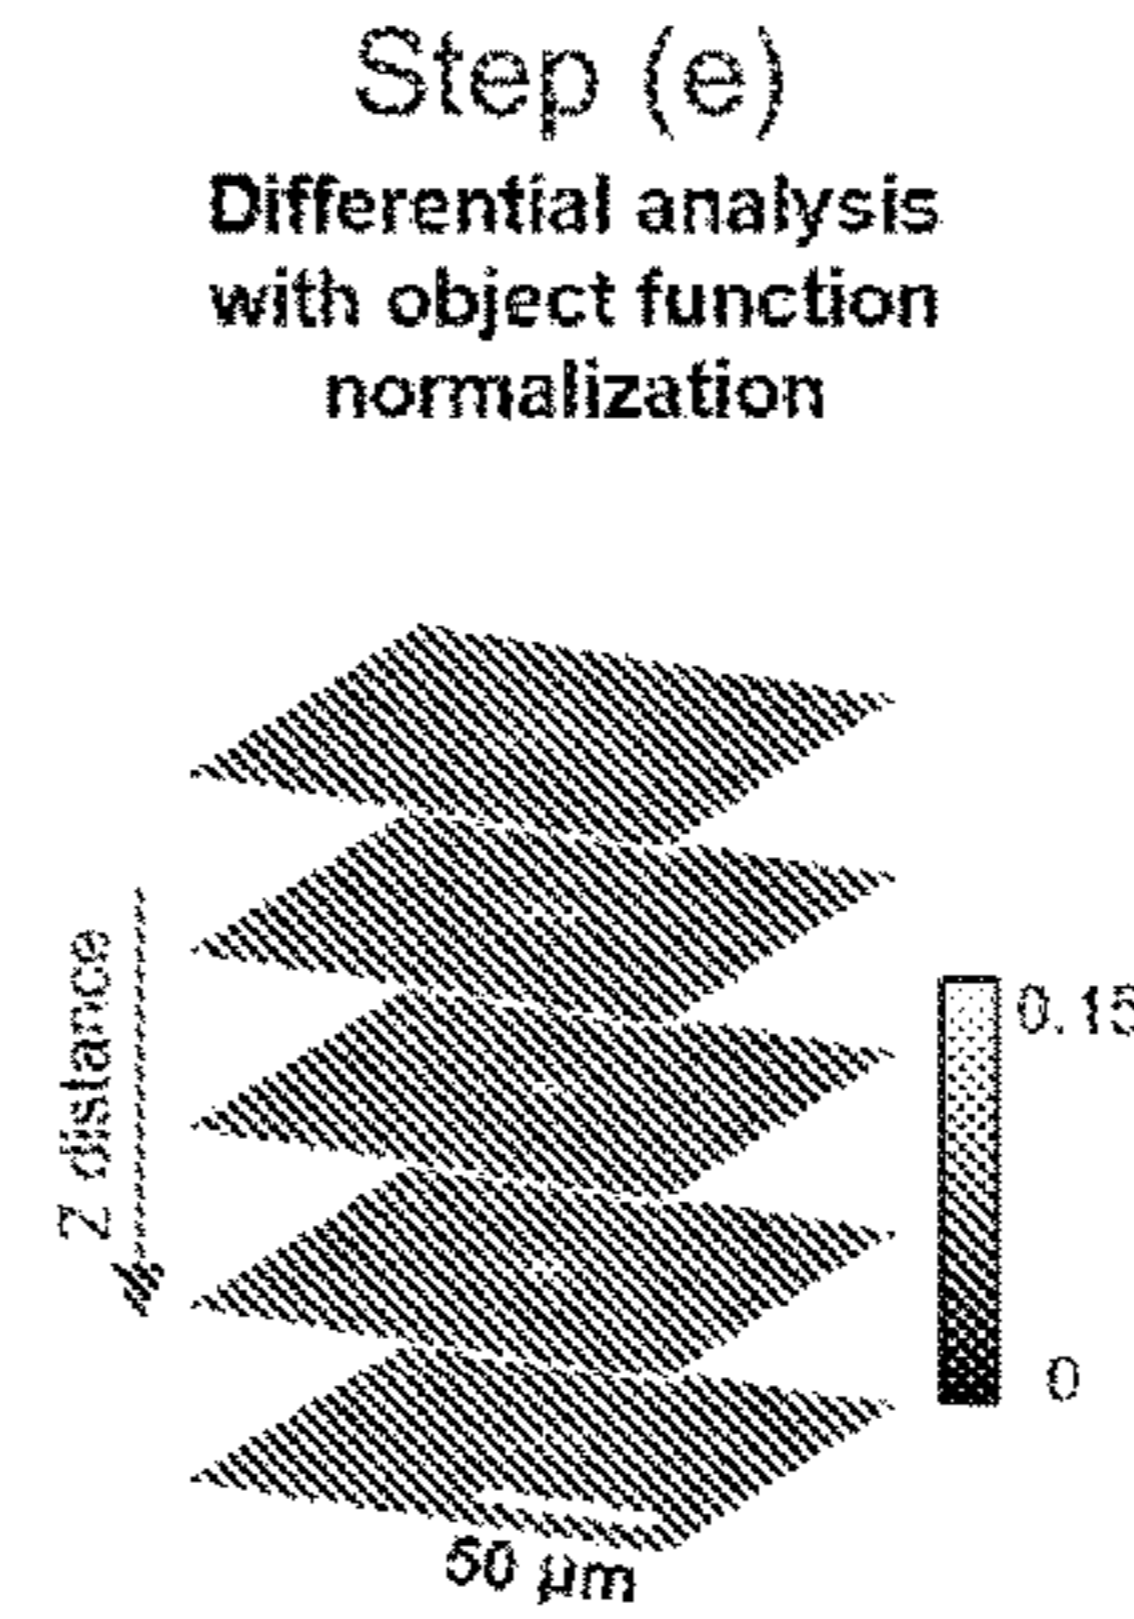 Step (e)
Differential analysis
with object function
normalization
Z distance
0.15
0
50 µm